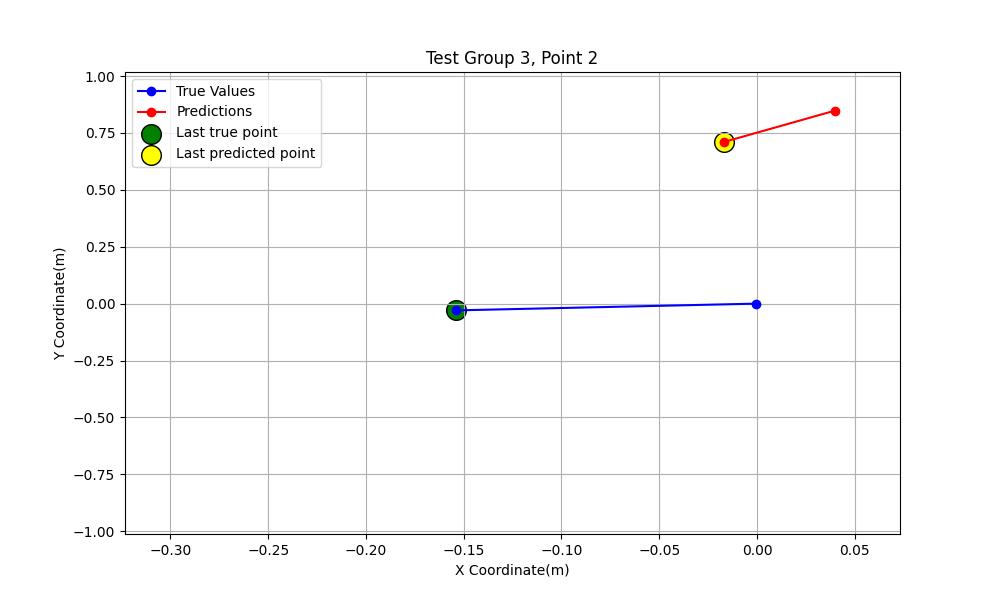 Test Group 3, Point 2
True Values
Predictions
Last true point
Last predicted point
Y Coordinate(m)
1.00
0.75
0.50
0.25
0.00
−0.25
−0.50
−0.75
−1.00
−0.30 −0.25 −0.20 −0.15 −0.10 −0.05 0.00 0.05
X Coordinate(m)